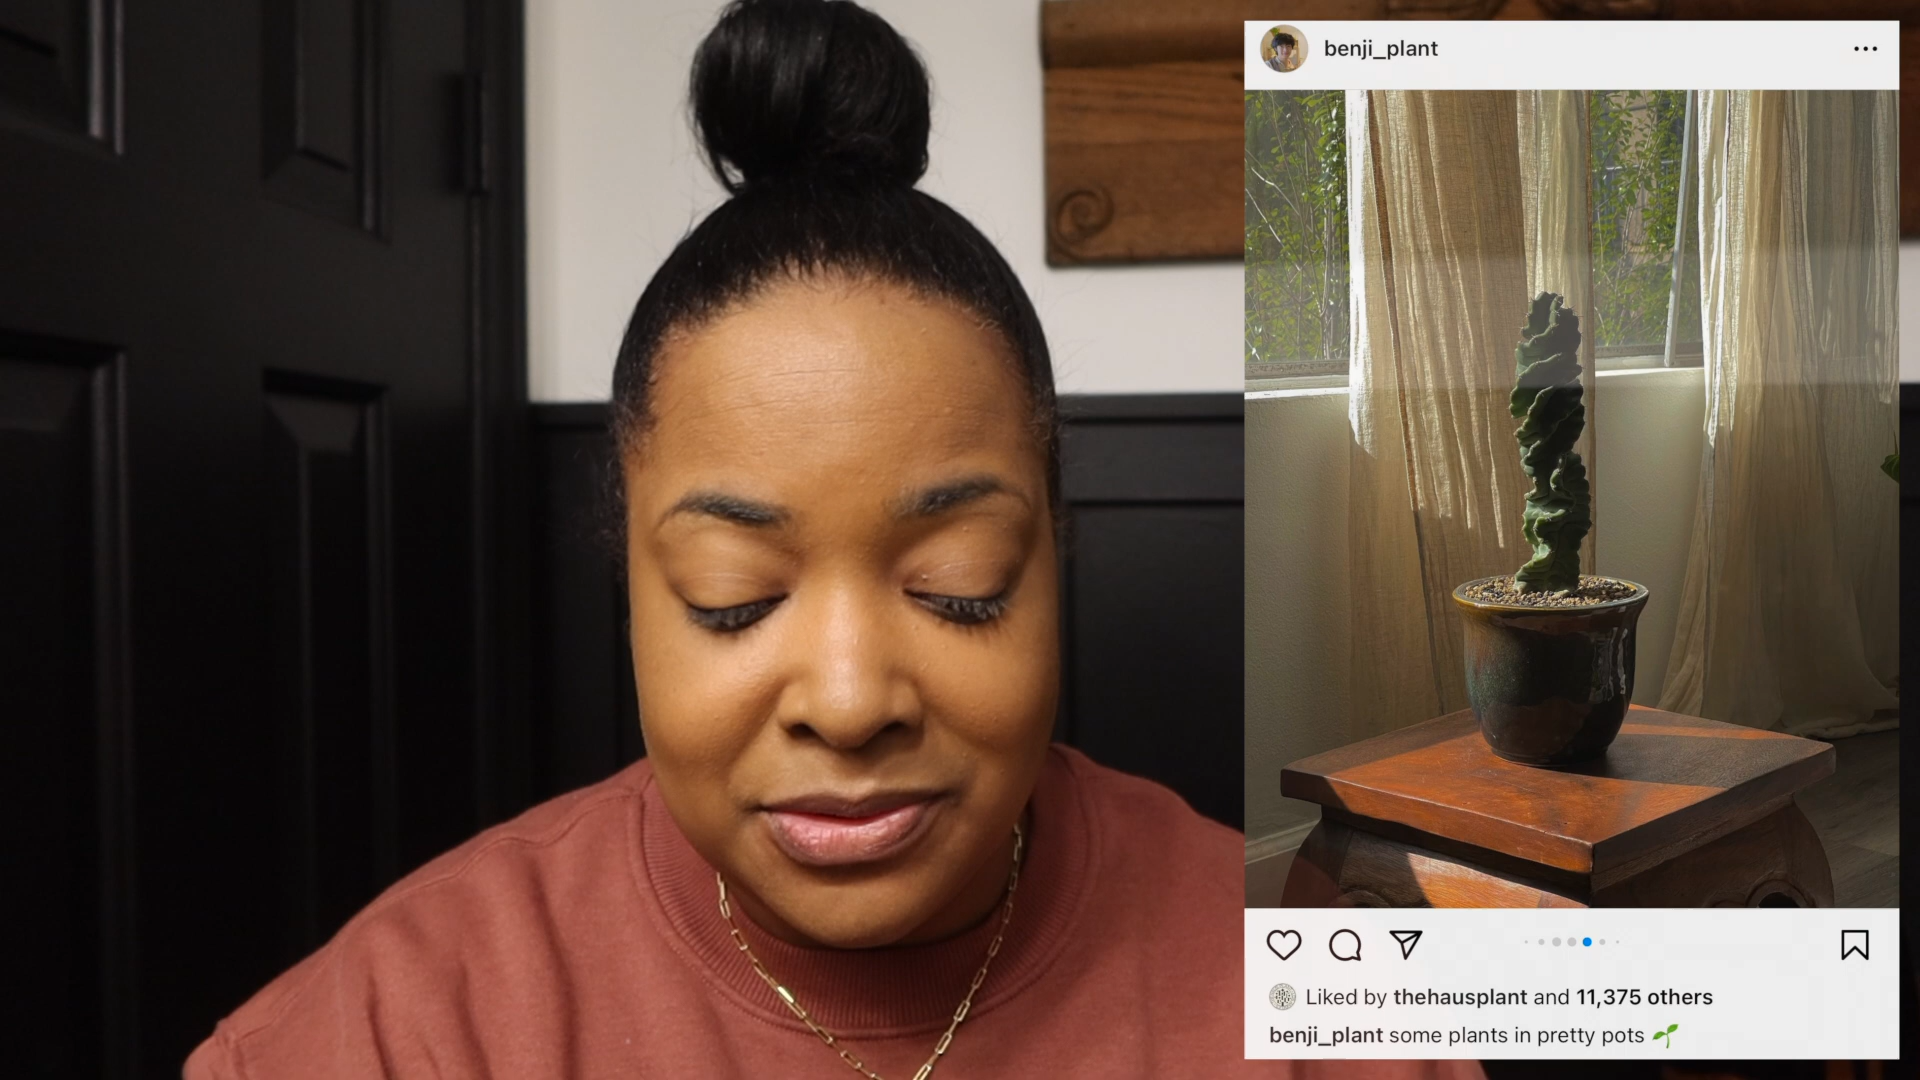 benji_plant
Liked by thehausplant and 11,375 others
benji_plant some plants in pretty pots 🌱